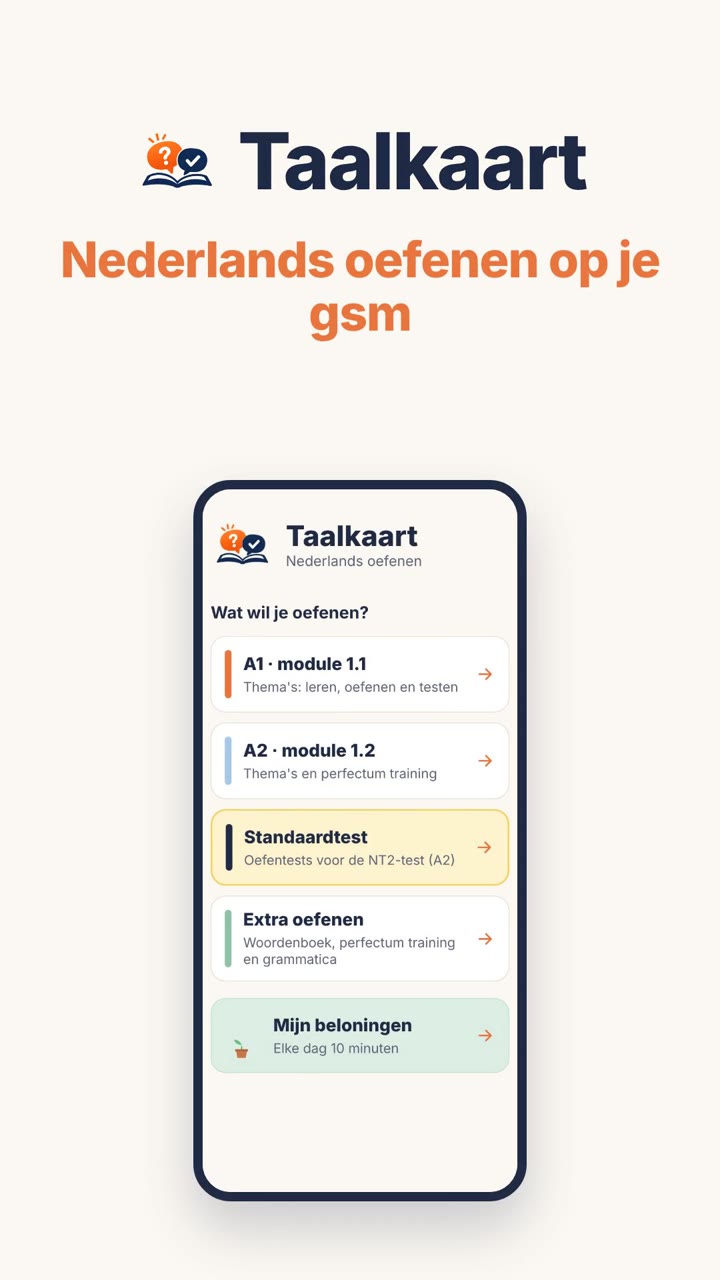 Taalkaart
Nederlands oefenen op je
gsm
Taalkaart
Nederlands oefenen
Wat wil je oefenen?
A1 · module 1.1
Thema's: leren, oefenen en testen
A2 · module 1.2
Thema's en perfectum training
Standaardtest
Oefentests voor de NT2-test (A2)
Extra oefenen
Woordenboek, perfectum training
en grammatica
Mijn beloningen
Elke dag 10 minuten